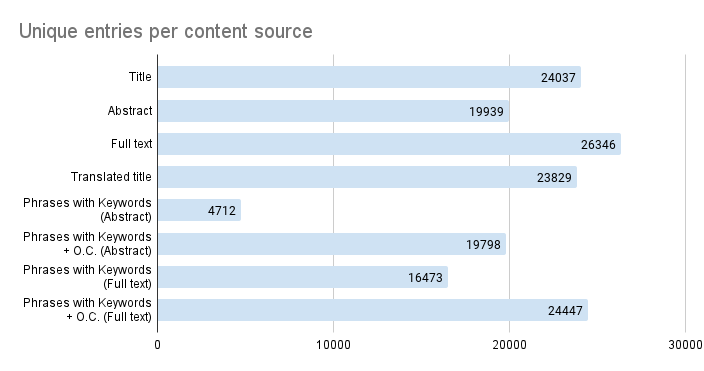 Unique entries per content source
Title
24037
Abstract
19939
Full text
26346
Translated title
23829
Phrases with Keywords
(Abstract)
4712
Phrases with Keywords
+ O.C. (Abstract)
19798
Phrases with Keywords
(Full text)
16473
Phrases with Keywords
+ O.C. (Full text)
24447
0
10000
20000
30000